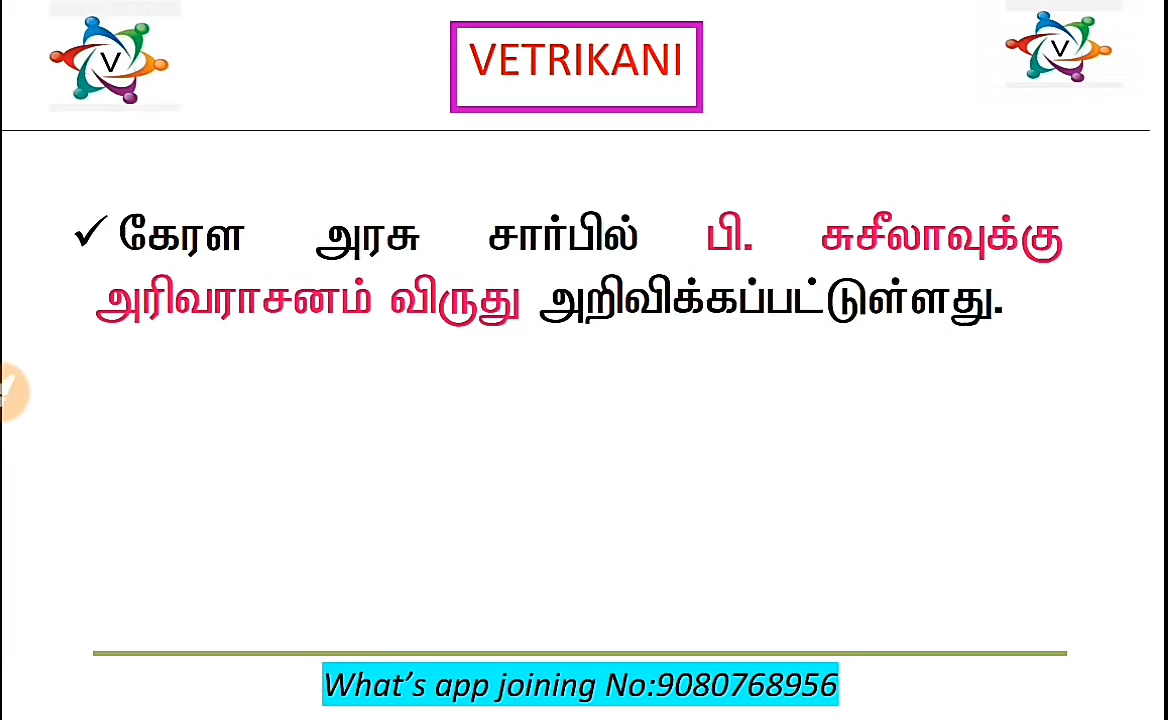 V
VETRIKANI
V
✓ கேரள அரசு சார்பில் பி. சுசீலாவுக்கு
அரிவராசனம் விருது அறிவிக்கப்பட்டுள்ளது.
What's app joining No:9080768956